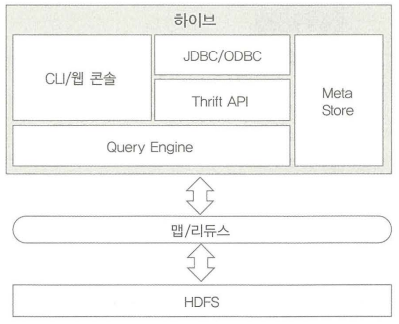 하이브
CLI/웹 콘솔
JDBC/ODBC
Thrift API
Meta
Store
Query Engine
맵/리듀스
HDFS